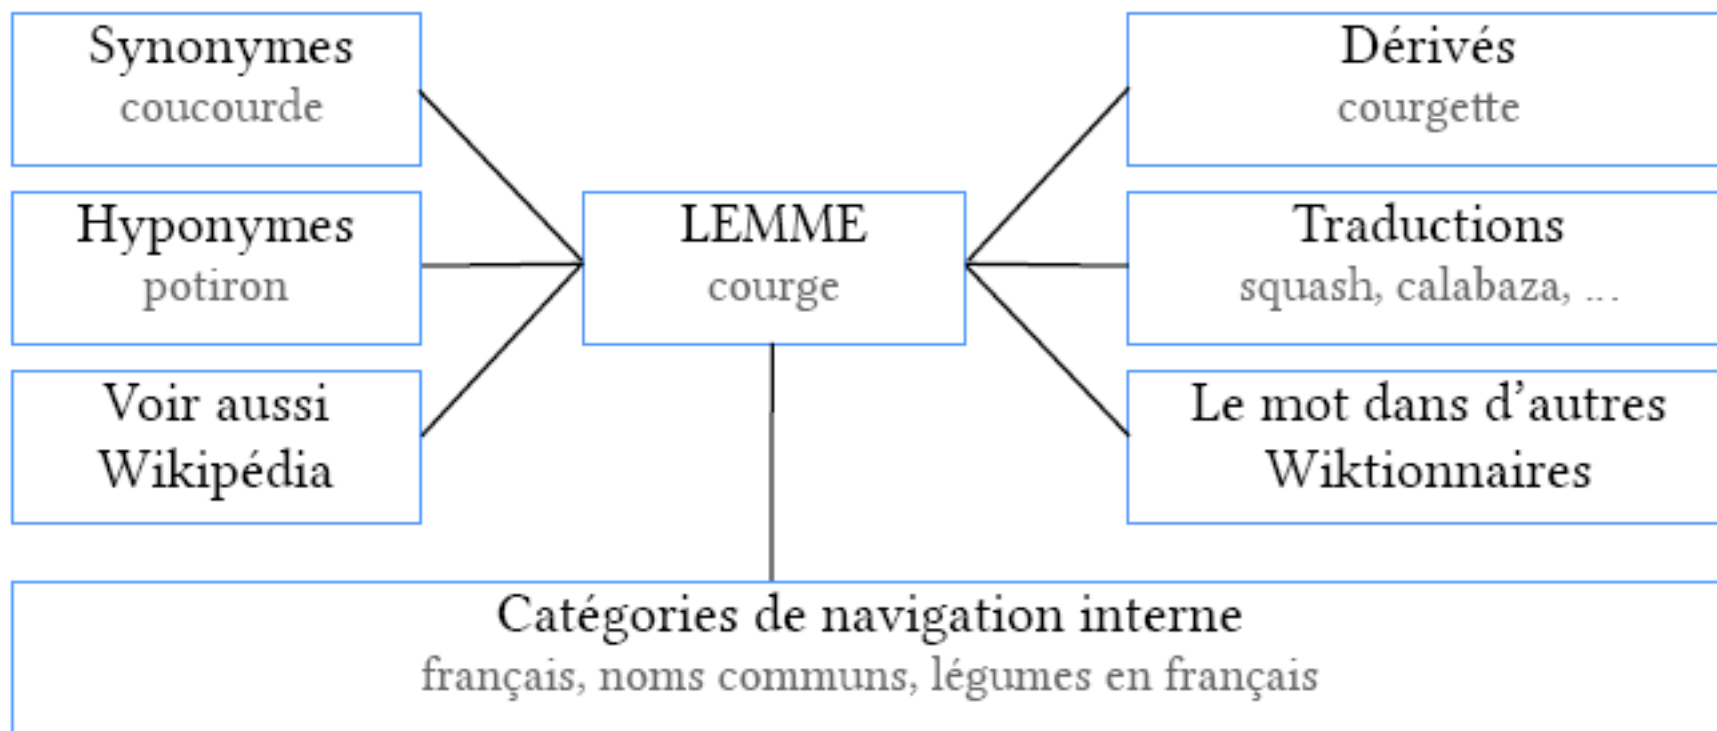 Synonymes
coucourde
Dérivés
courgette
Hyponymes
potiron
LEMME
courge
Traductions
squash, calabaza, ...
Voir aussi
Wikipédia
Le mot dans d’autres
Wiktionnaires
Catégories de navigation interne
français, noms communs, légumes en français